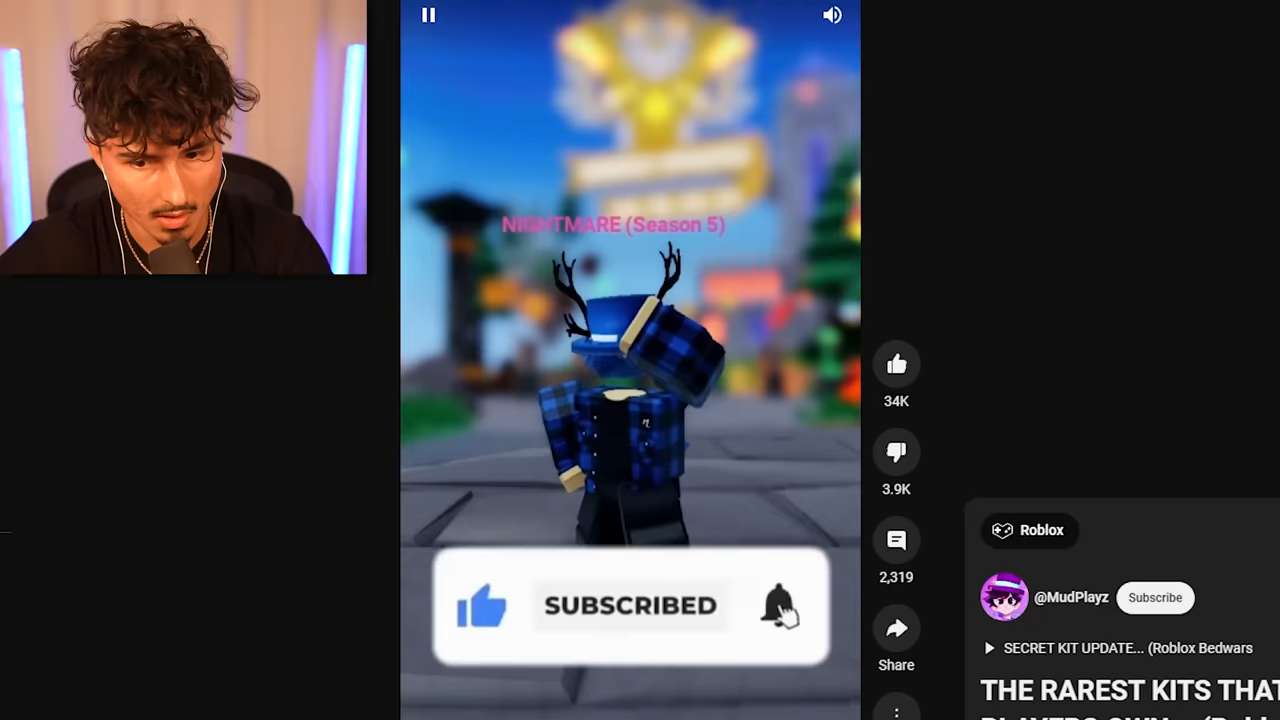 NIGHTMARE (Season 5)
SUBSCRIBED
34K
3.9K
2,319
Share
Roblox
@MudPlayz
Subscribe
SECRET KIT UPDATE... (Roblox Bedwars
THE RAREST KITS THAT